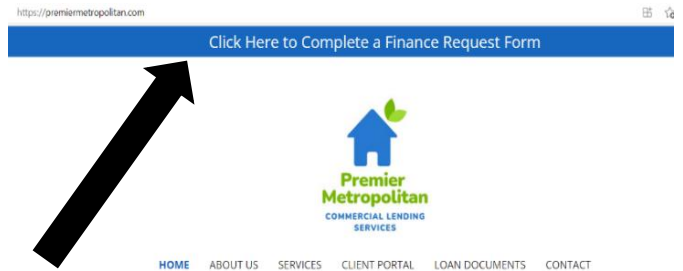 https://premiermetropolitan.com
Click Here to Complete a Finance Request Form
Premier
Metropolitan
COMMERCIAL LENDING
SERVICES
HOME ABOUT US SERVICES CLIENT PORTAL LOAN DOCUMENTS CONTACT